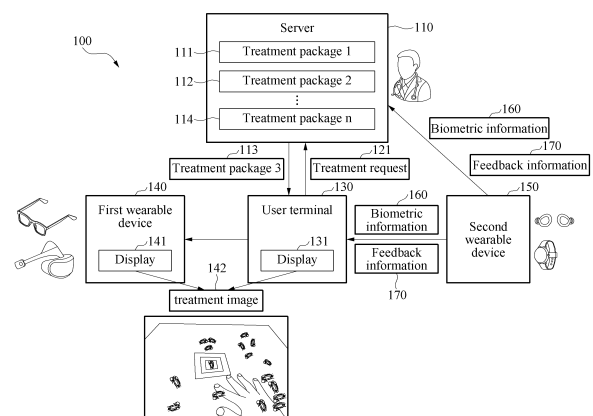 100
Server
110
111
Treatment package 1
112
Treatment package 2
114
Treatment package n
160
Biometric information
170
Feedback information
113
Treatment package 3
121
Treatment request
140
First wearable
device
141
Display
130
User terminal
131
Display
160
Biometric
information
Feedback
information
170
150
Second
wearable
device
142
treatment image